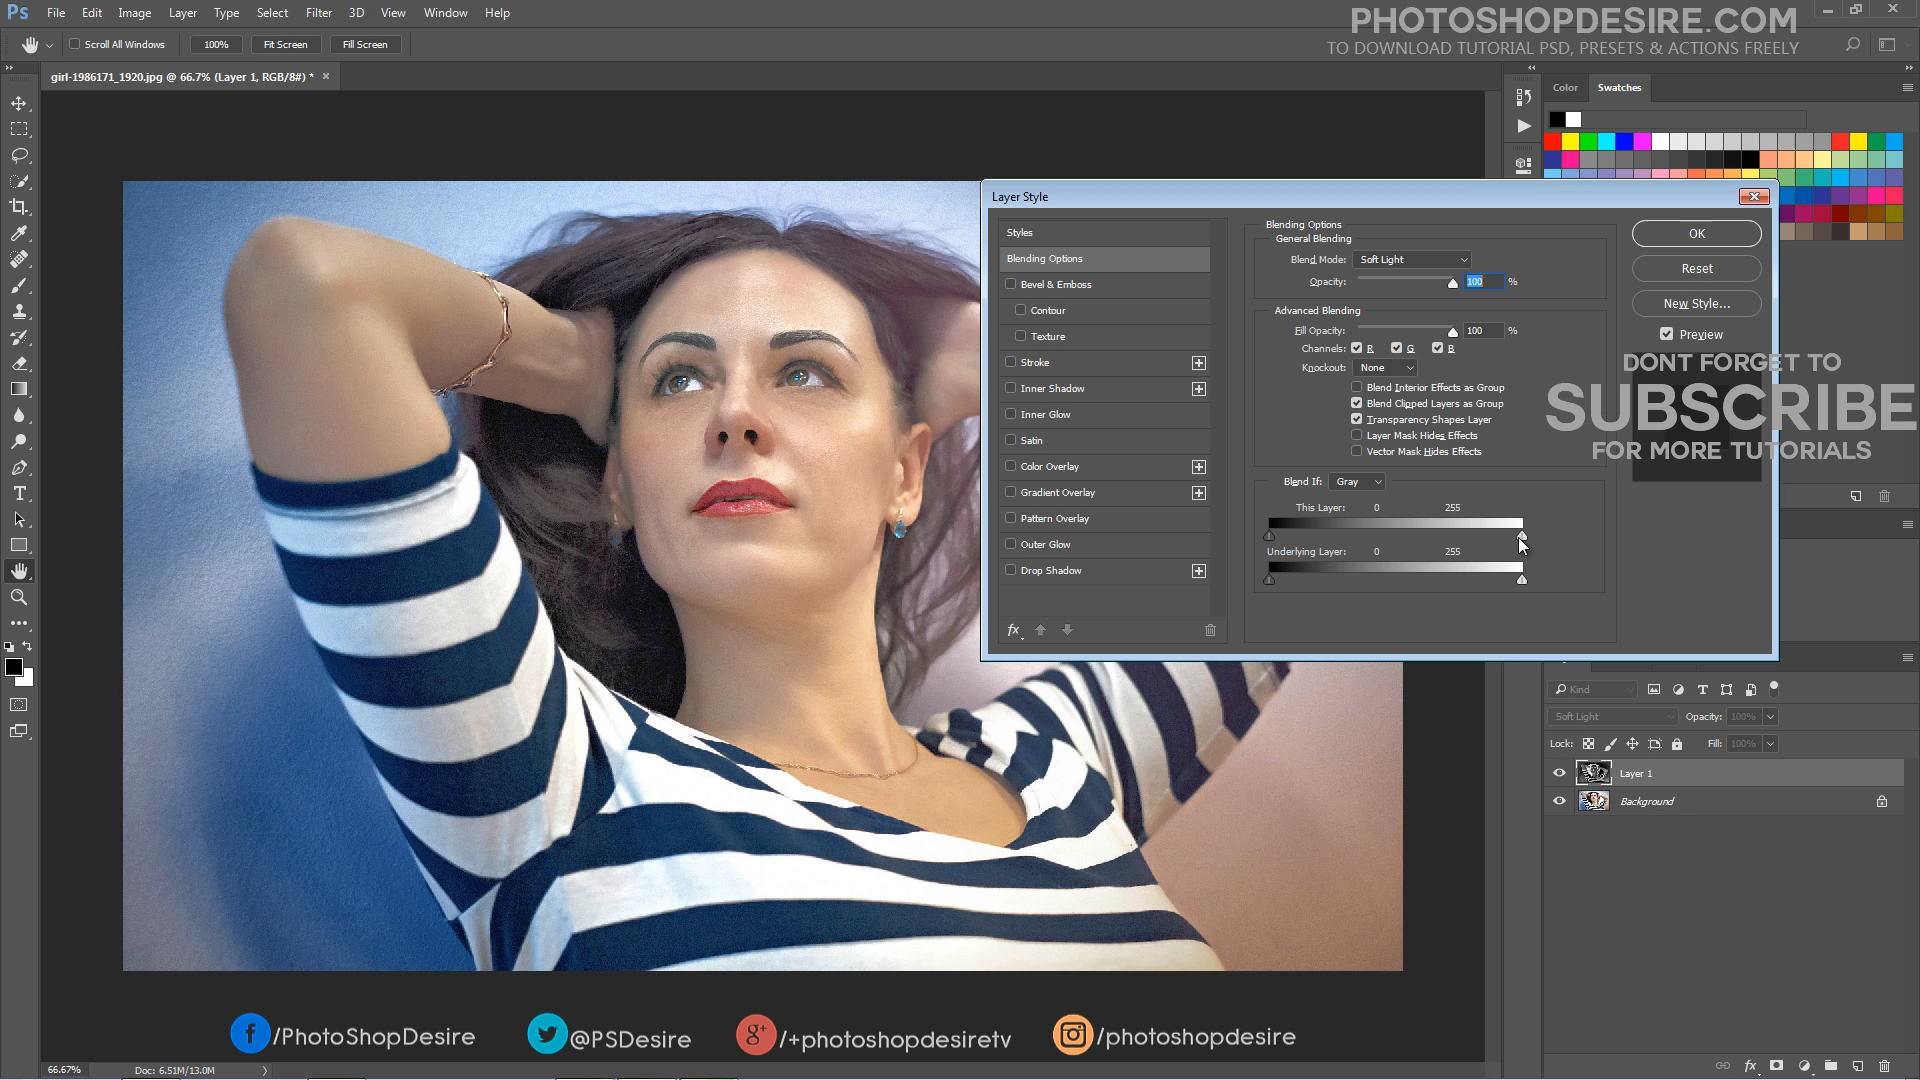 Ps File Edit Image Layer Type Select Filter 3D View Window Help
PHOTOSHOPDESIRE.COM
TO DOWNLOAD TUTORIAL PSD, PRESETS & ACTIONS FREELY
Scroll All Windows 100% Fit Screen Fill Screen
girl-1986171_1920.jpg @ 66.7% (Layer 1, RGB/8#) *
Color Swatches
Layer Style
Styles
Blending Options
Bevel & Emboss
Contour
Texture
Stroke
Inner Shadow
Inner Glow
Satin
Color Overlay
Gradient Overlay
Pattern Overlay
Outer Glow
Drop Shadow
fx
Blending Options
General Blending
Blend Mode: Soft Light
Opacity: 100 %
Advanced Blending
Fill Opacity: 100 %
Channels: R G B
Knockout: None
Blend Interior Effects as Group
Blend Clipped Layers as Group
Transparency Shapes Layer
Layer Mask Hides Effects
Vector Mask Hides Effects
Blend If: Gray
This Layer: 0 255
Underlying Layer: 0 255
OK
Reset
New Style...
Preview
DONT FORGET TO
SUBSCRIBE
FOR MORE TUTORIALS
Kind
Soft Light Opacity: 100%
Lock: Fill: 100%
Layer 1
Background
/PhotoShopDesire @PSDesire /+photoshopdesiretv /photoshopdesire
66.67% Doc: 6.51M/13.0M
fx